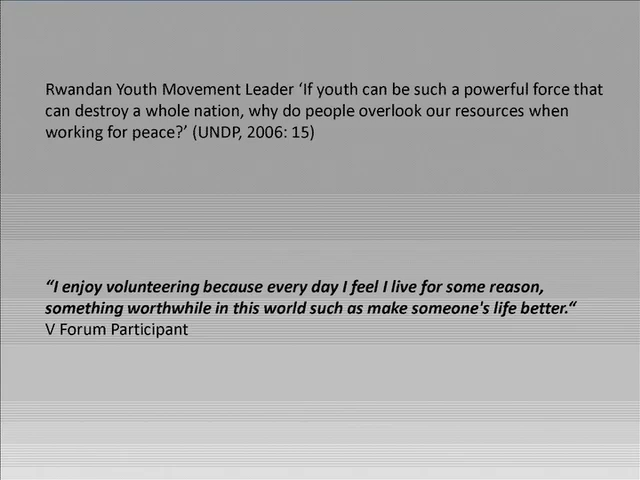 Rwandan Youth Movement Leader ‘If youth can be such a powerful force that
can destroy a whole nation, why do people overlook our resources when
working for peace?’ (UNDP, 2006: 15)
“I enjoy volunteering because every day I feel I live for some reason,
something worthwhile in this world such as make someone's life better.“
V Forum Participant